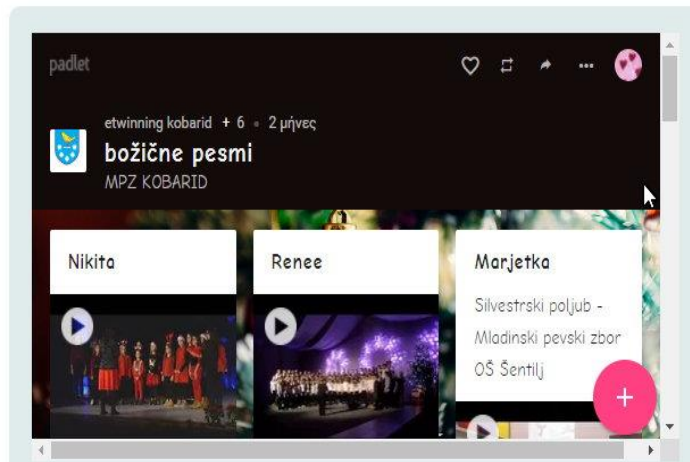 padlet
etwinning kobarid + 6 • 2 μήνες
božične pesmi
MPZ KOBARID
Nikita
Renee
Marjetka
Silvestrski poljub -
Mladinski pevski zbor
OŠ Šentilj